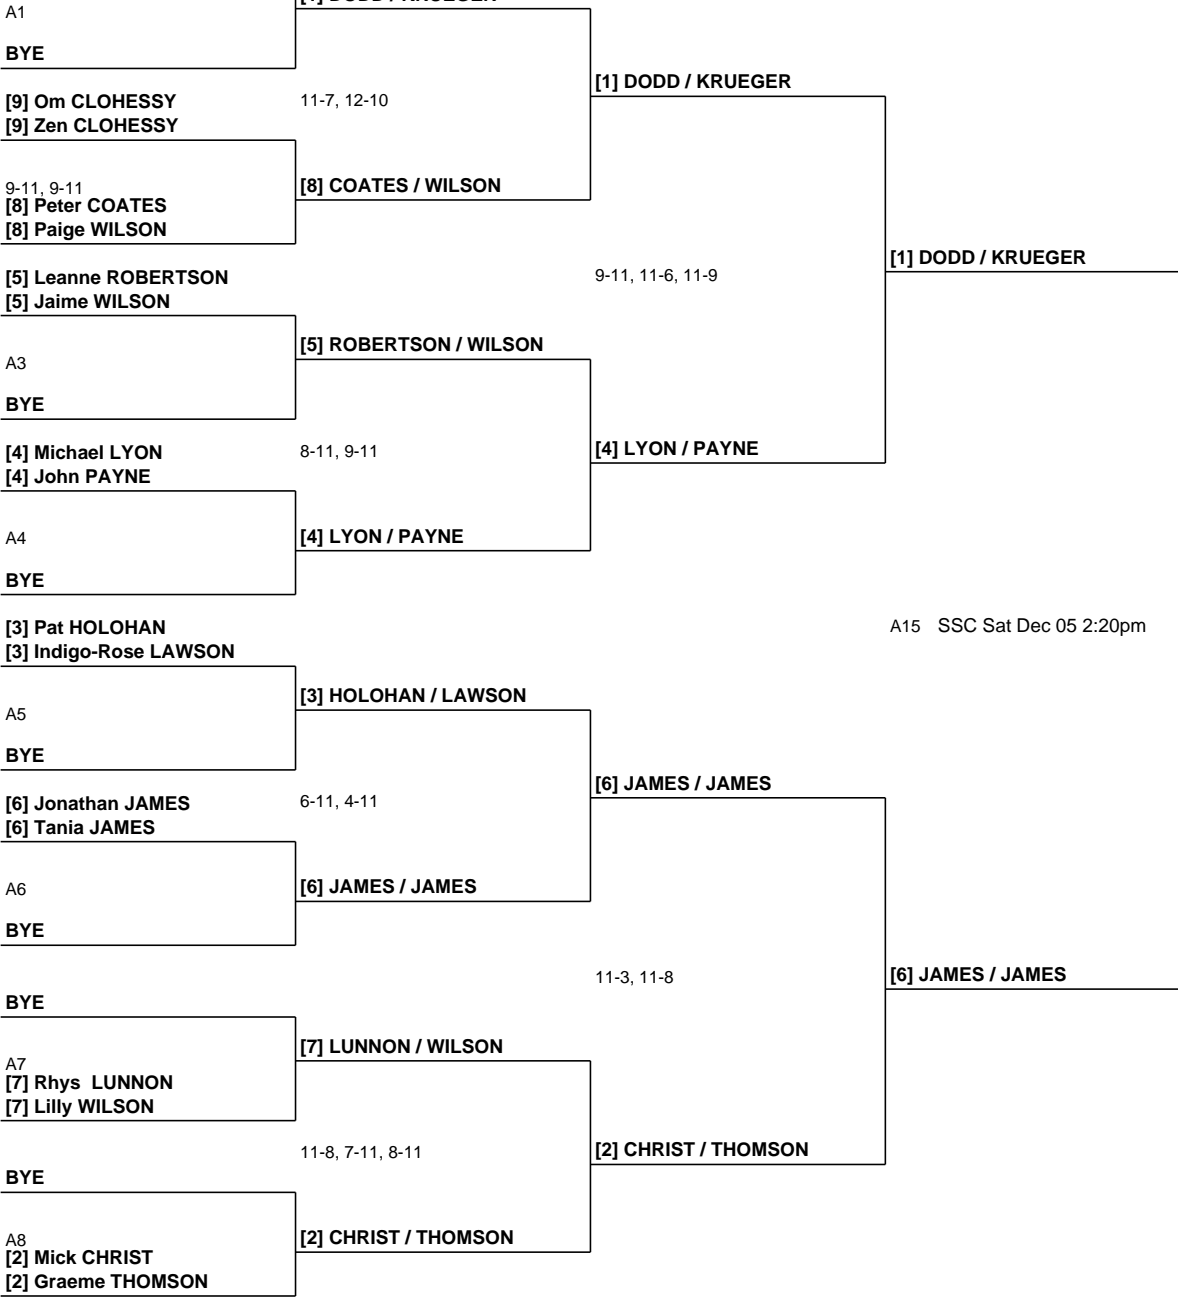 [1] DODD / KRUEGER
A1
BYE
[9] Om CLOHESSY
[9] Zen CLOHESSY
11-7, 12-10
[1] DODD / KRUEGER
9-11, 9-11
[8] Peter COATES
[8] Paige WILSON
[8] COATES / WILSON
[5] Leanne ROBERTSON
[5] Jaime WILSON
9-11, 11-6, 11-9
[1] DODD / KRUEGER
A3
BYE
[5] ROBERTSON / WILSON
[4] Michael LYON
[4] John PAYNE
8-11, 9-11
[4] LYON / PAYNE
A4
BYE
[4] LYON / PAYNE
[3] Pat HOLOHAN
[3] Indigo-Rose LAWSON
A15 SSC Sat Dec 05 2:20pm
A5
BYE
[3] HOLOHAN / LAWSON
[6] Jonathan JAMES
[6] Tania JAMES
6-11, 4-11
[6] JAMES / JAMES
A6
BYE
[6] JAMES / JAMES
BYE
11-3, 11-8
[6] JAMES / JAMES
A7
[7] Rhys LUNNON
[7] Lilly WILSON
[7] LUNNON / WILSON
BYE
11-8, 7-11, 8-11
[2] CHRIST / THOMSON
A8
[2] Mick CHRIST
[2] Graeme THOMSON
[2] CHRIST / THOMSON